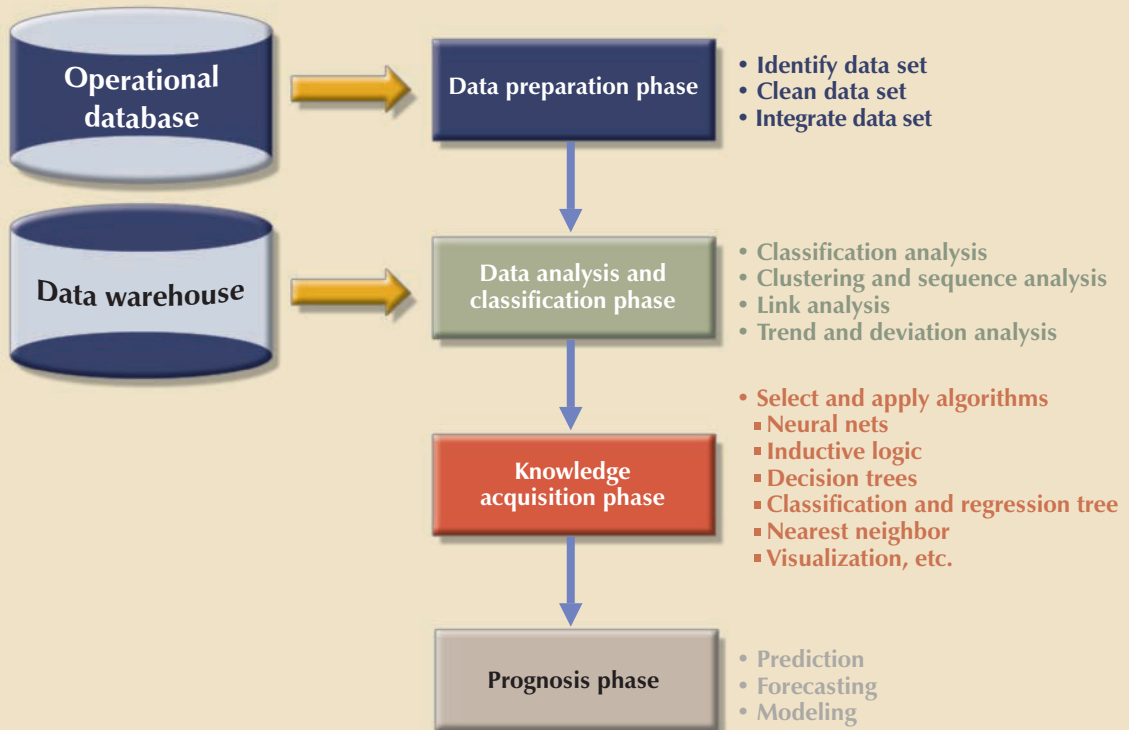 Operational
database
Data preparation phase
• Identify data set
• Clean data set
• Integrate data set
Data warehouse
Data analysis and
classification phase
• Classification analysis
• Clustering and sequence analysis
• Link analysis
• Trend and deviation analysis
Knowledge
acquisition phase
• Select and apply algorithms
▪ Neural nets
▪ Inductive logic
▪ Decision trees
▪ Classification and regression tree
▪ Nearest neighbor
▪ Visualization, etc.
Prognosis phase
• Prediction
• Forecasting
• Modeling